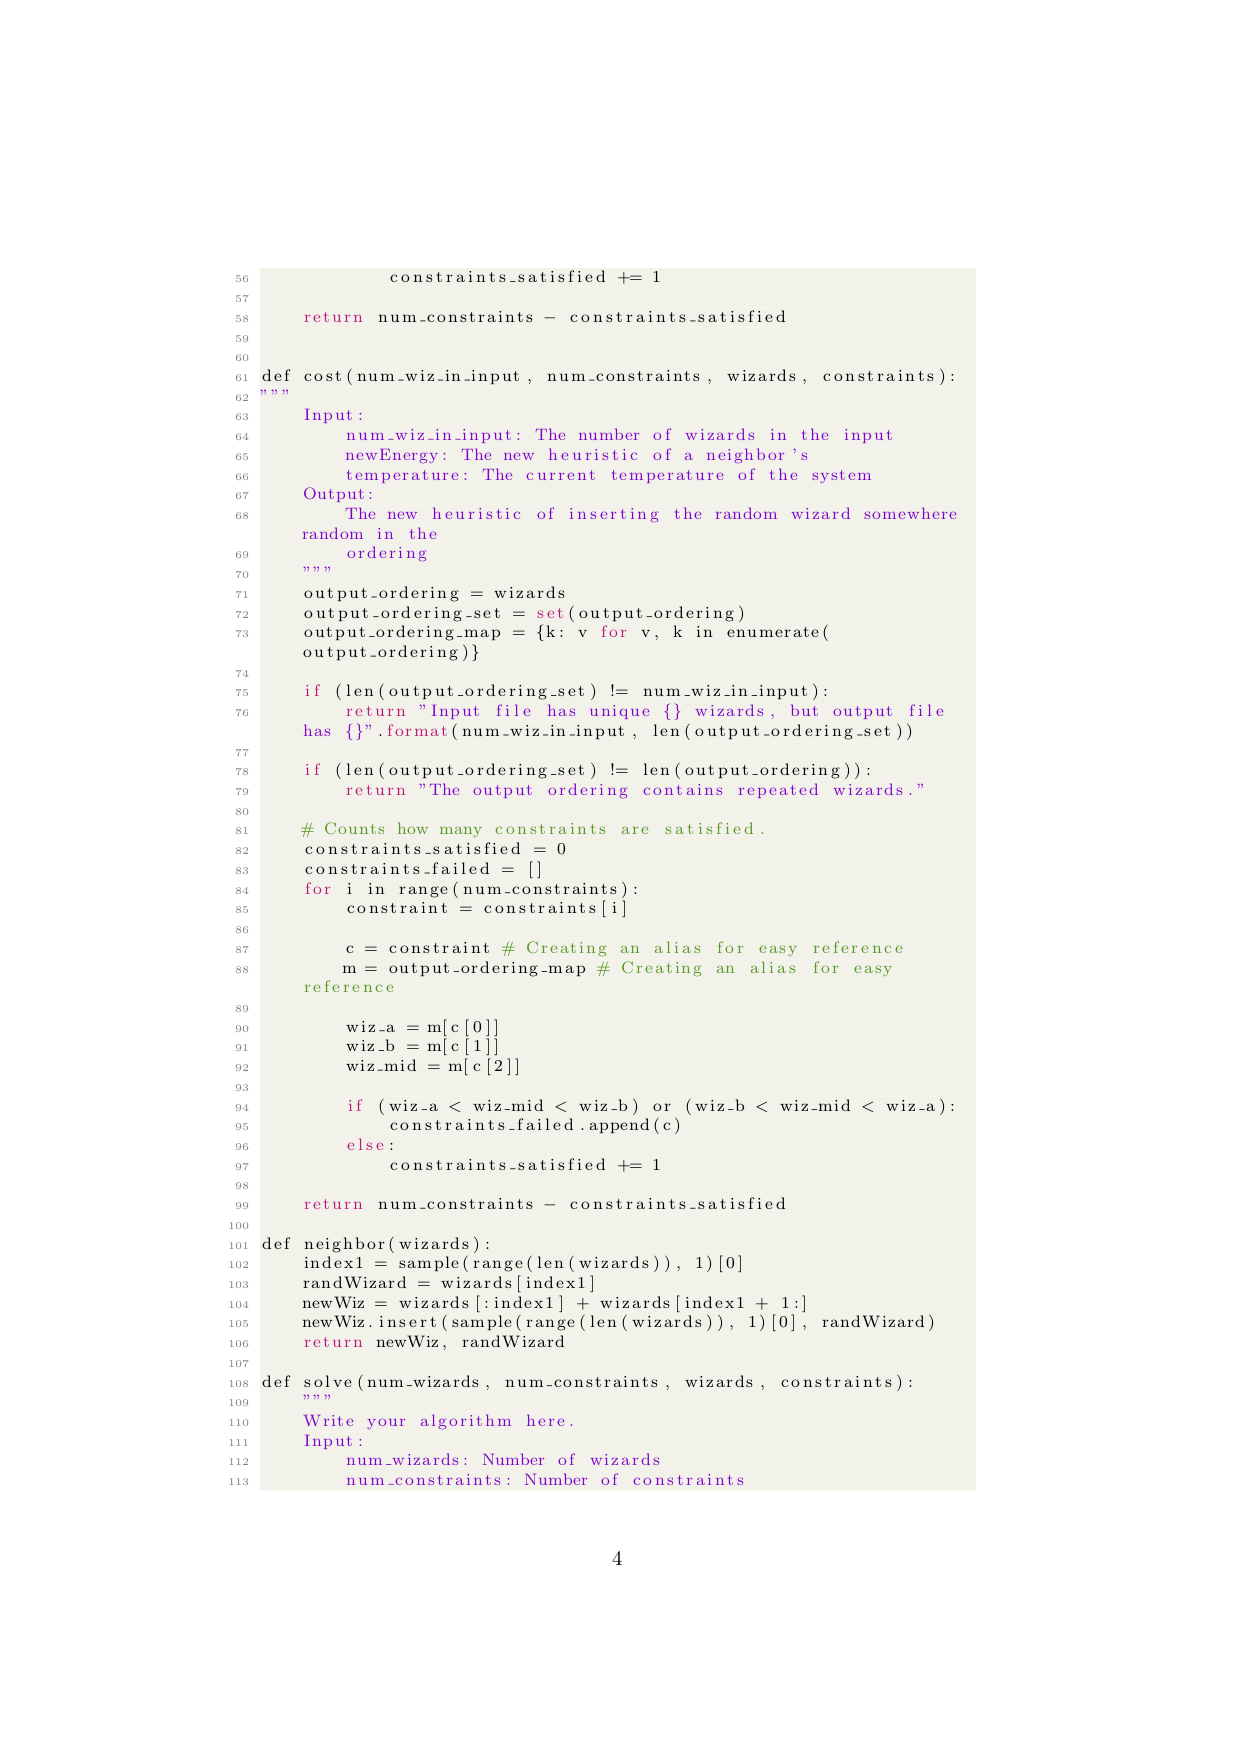 56             constraints_satisfied += 1
57
58     return num_constraints − constraints_satisfied
59
60
61 def cost(num_wiz_in_input, num_constraints, wizards, constraints):
62 """
63     Input:
64         num_wiz_in_input: The number of wizards in the input
65         newEnergy: The new heuristic of a neighbor's
66         temperature: The current temperature of the system
67     Output:
68         The new heuristic of inserting the random wizard somewhere
    random in the
69         ordering
70     """
71     output_ordering = wizards
72     output_ordering_set = set(output_ordering)
73     output_ordering_map = {k: v for v, k in enumerate(
    output_ordering)}
74
75     if (len(output_ordering_set) != num_wiz_in_input):
76         return "Input file has unique {} wizards, but output file
    has {}".format(num_wiz_in_input, len(output_ordering_set))
77
78     if (len(output_ordering_set) != len(output_ordering)):
79         return "The output ordering contains repeated wizards."
80
81     # Counts how many constraints are satisfied.
82     constraints_satisfied = 0
83     constraints_failed = []
84     for i in range(num_constraints):
85         constraint = constraints[i]
86
87         c = constraint # Creating an alias for easy reference
88         m = output_ordering_map # Creating an alias for easy
    reference
89
90         wiz_a = m[c[0]]
91         wiz_b = m[c[1]]
92         wiz_mid = m[c[2]]
93
94         if (wiz_a < wiz_mid < wiz_b) or (wiz_b < wiz_mid < wiz_a):
95             constraints_failed.append(c)
96         else:
97             constraints_satisfied += 1
98
99     return num_constraints − constraints_satisfied
100
101 def neighbor(wizards):
102     index1 = sample(range(len(wizards)), 1)[0]
103     randWizard = wizards[index1]
104     newWiz = wizards[:index1] + wizards[index1 + 1:]
105     newWiz.insert(sample(range(len(wizards)), 1)[0], randWizard)
106     return newWiz, randWizard
107
108 def solve(num_wizards, num_constraints, wizards, constraints):
109     """
110     Write your algorithm here.
111     Input:
112         num_wizards: Number of wizards
113         num_constraints: Number of constraints
4